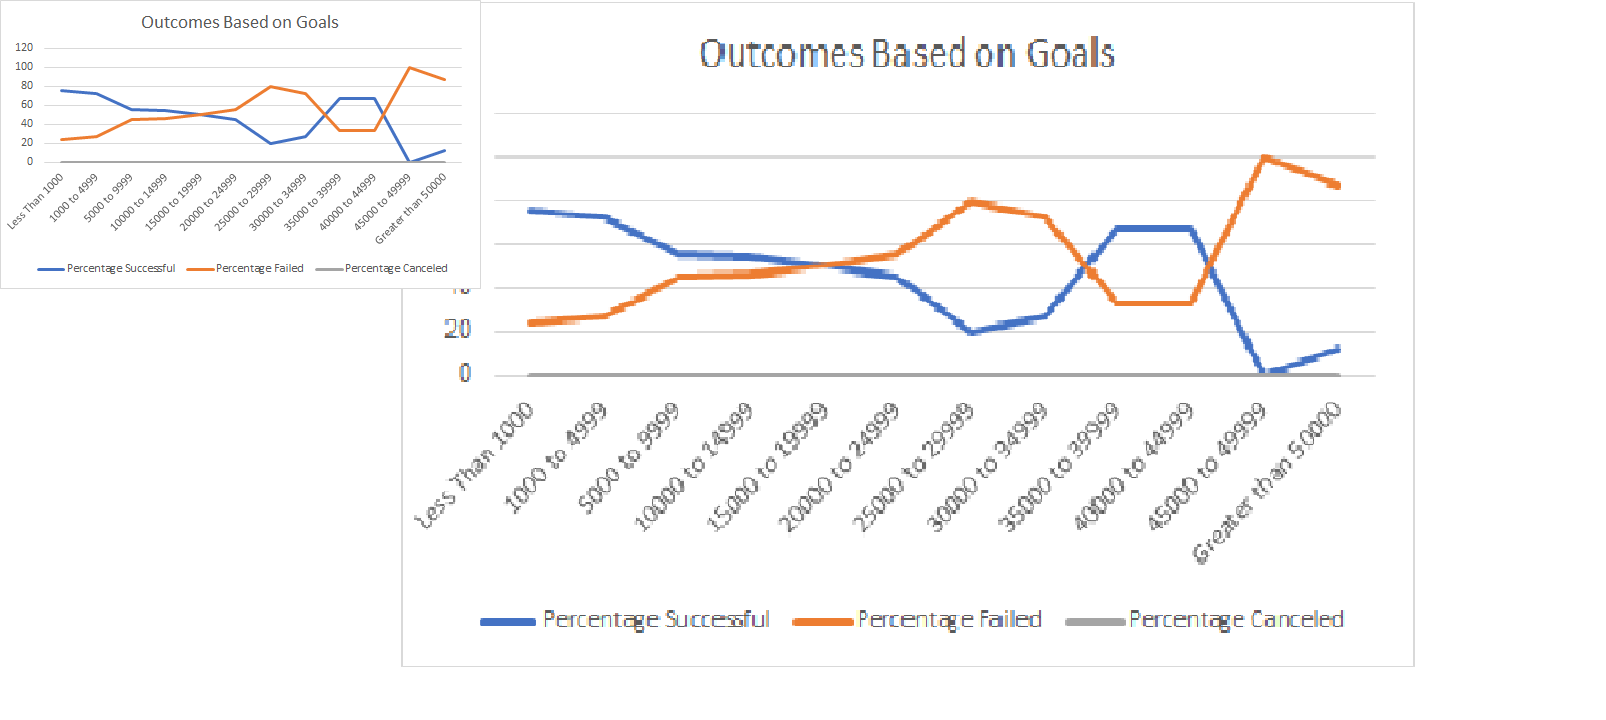 Outcomes Based on Goals
120
100
80
60
40
20
0
Less Than 1000
1000 to 4999
5000 to 9999
10000 to 14999
15000 to 19999
20000 to 24999
25000 to 29999
30000 to 34999
35000 to 39999
40000 to 44999
45000 to 49999
Greater than 50000
Percentage Successful Percentage Failed Percentage Canceled
Outcomes Based on Goals
20
0
Less Than 1000
1000 to 4999
5000 to 9999
10000 to 14999
15000 to 19999
20000 to 24999
25000 to 29999
30000 to 34999
35000 to 39999
40000 to 44999
45000 to 49999
Greater than 50000
Percentage Successful Percentage Failed Percentage Canceled